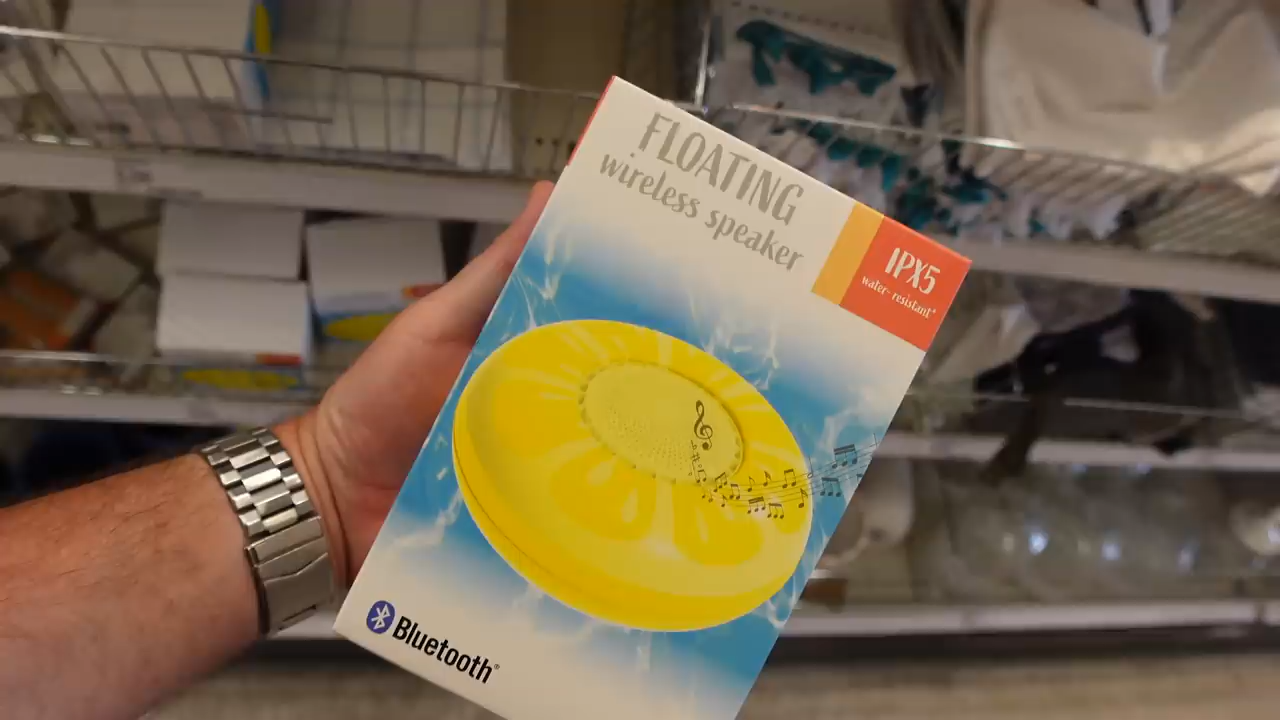 FLOATING
wireless speaker
IPX5
water-resistant*
Bluetooth®